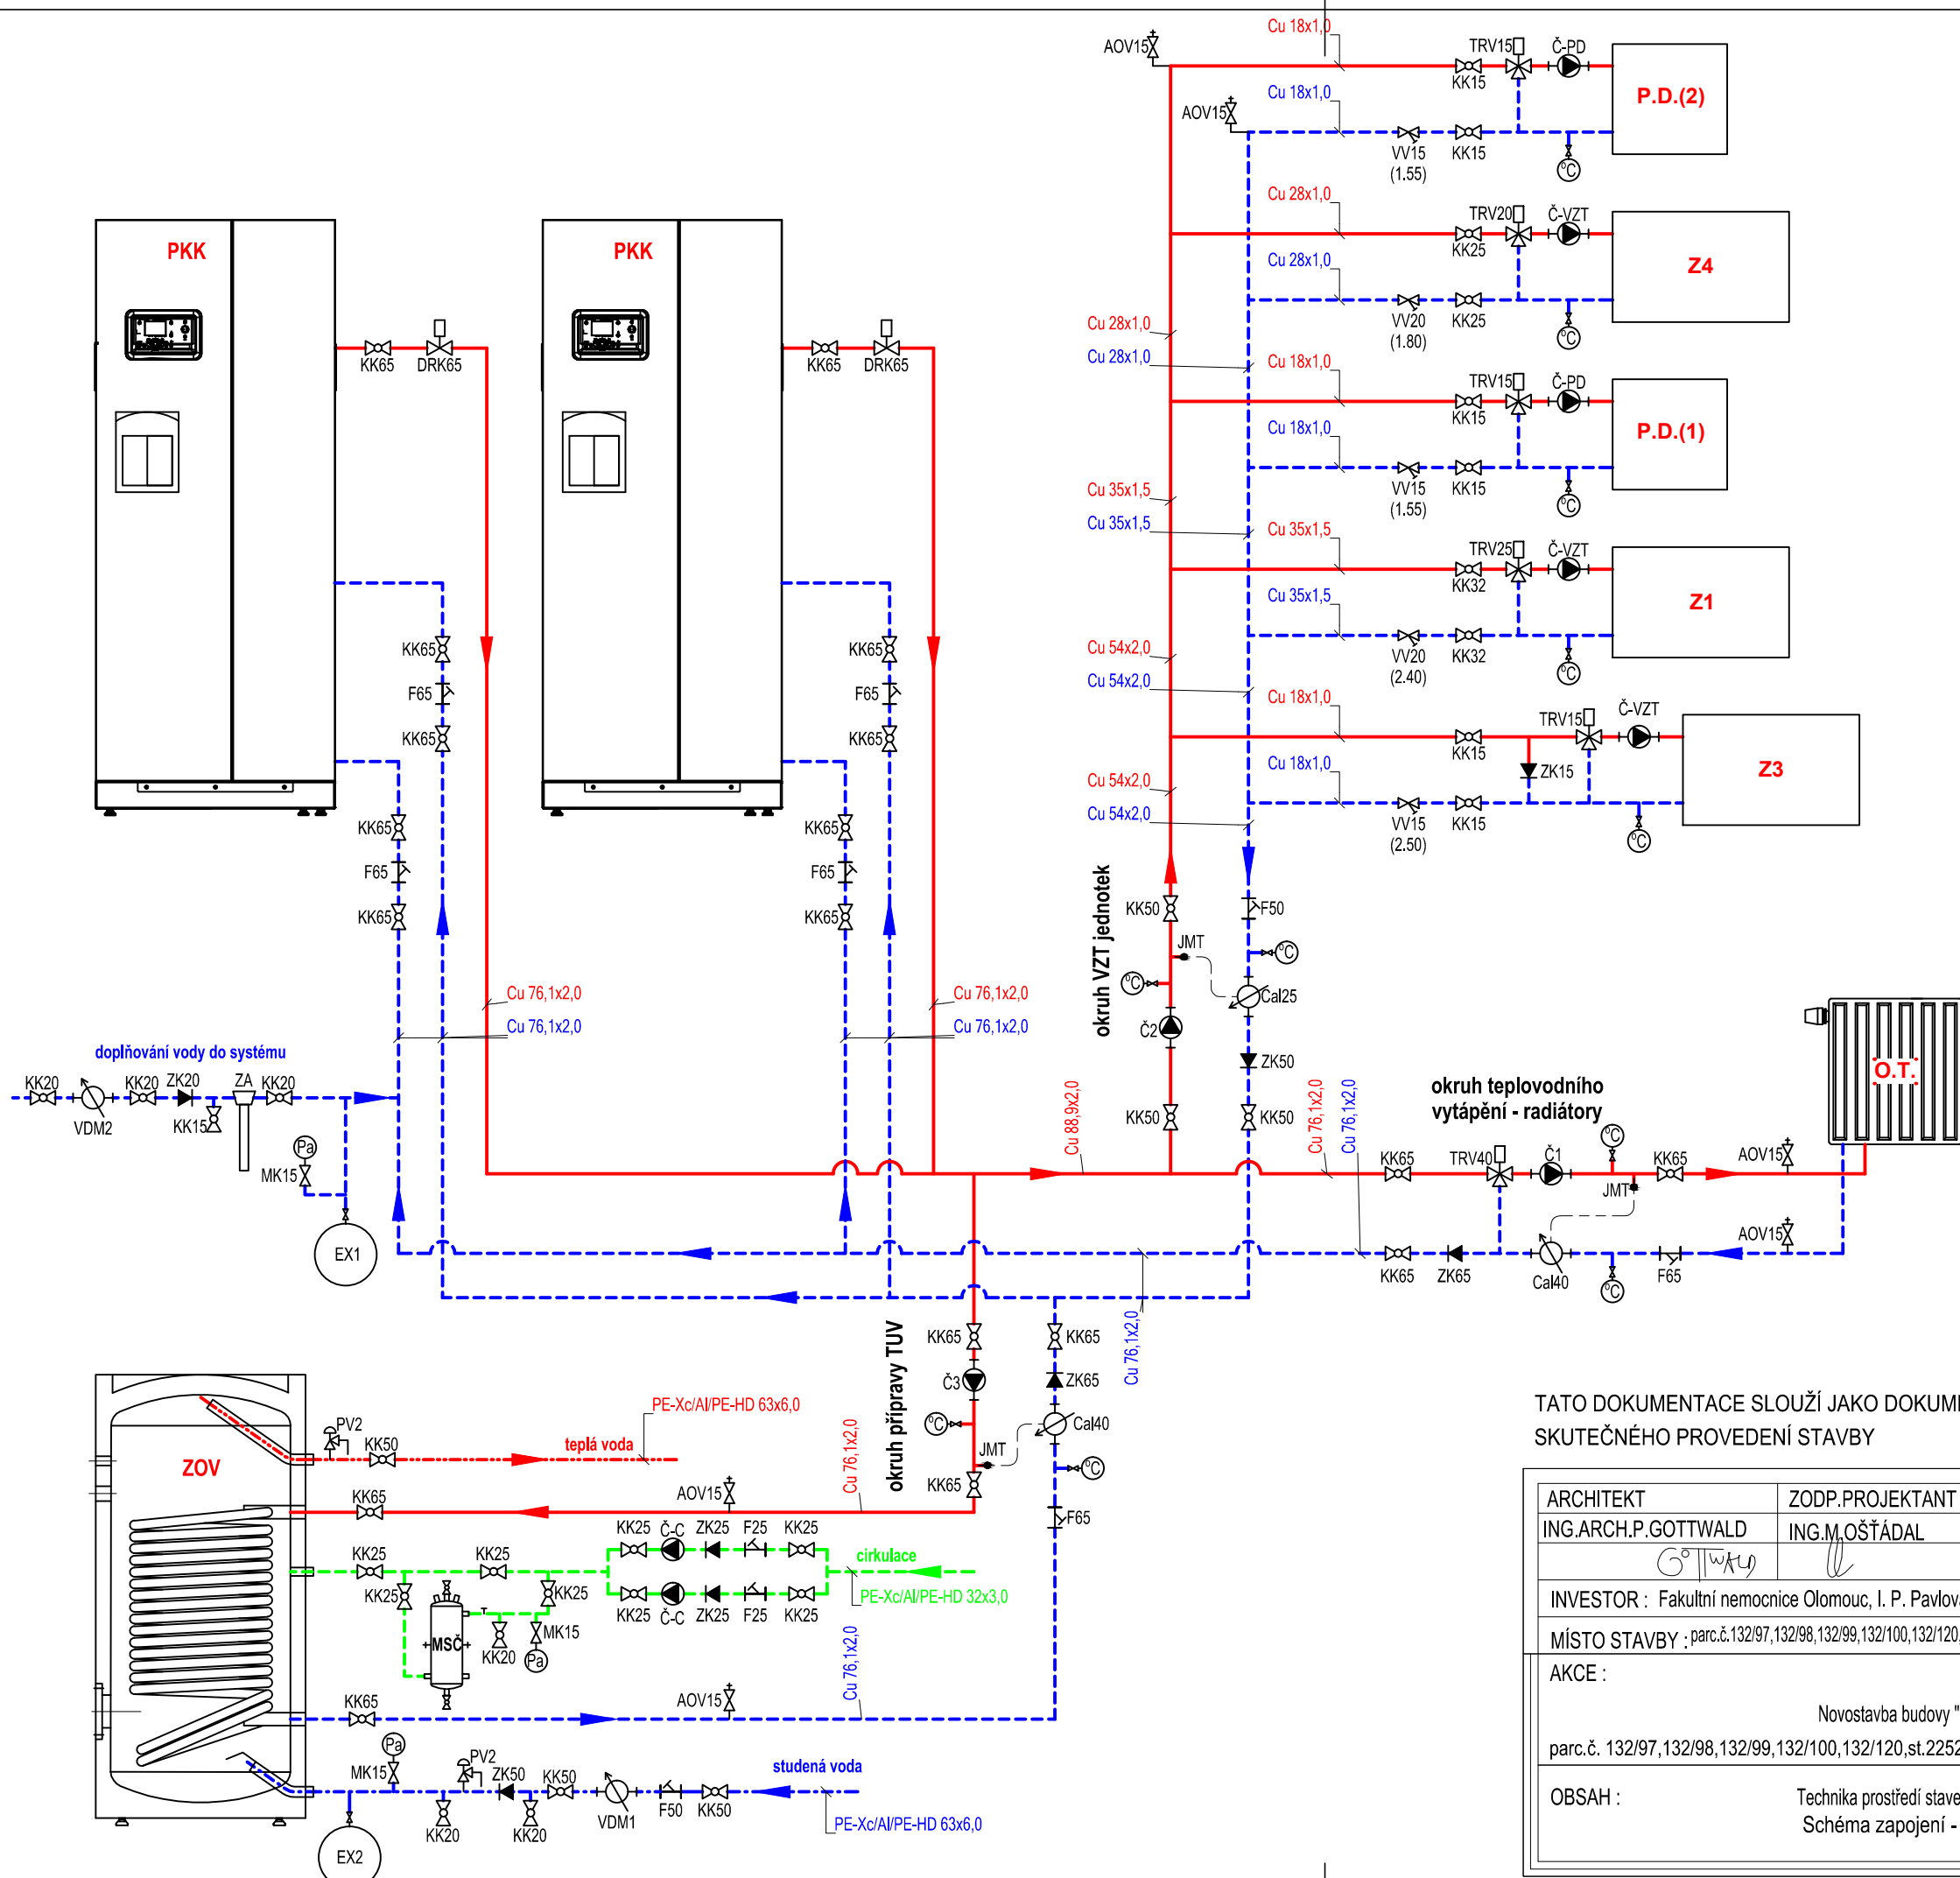 Cu 18x1,0
AOV15
TRV15
Č-PD
KK15
P.D.(2)
Cu 18x1,0
AOV15
VV15
(1.55)
KK15
°C
Cu 28x1,0
TRV20
Č-VZT
KK25
Z4
Cu 28x1,0
VV20
(1.80)
KK25
°C
Cu 28x1,0
Cu 28x1,0
Cu 18x1,0
TRV15
Č-PD
KK15
P.D.(1)
Cu 18x1,0
VV15
(1.55)
KK15
°C
Cu 35x1,5
Cu 35x1,5
Cu 35x1,5
TRV25
Č-VZT
KK32
Z1
Cu 35x1,5
VV20
(2.40)
KK32
°C
Cu 54x2,0
Cu 54x2,0
Cu 18x1,0
TRV15
Č-VZT
KK15
ZK15
Z3
Cu 18x1,0
VV15
(2.50)
KK15
°C
Cu 54x2,0
Cu 54x2,0
PKK
KK65
DRK65
KK65
F65
KK65
KK65
F65
KK65
PKK
KK65
DRK65
KK65
F65
KK65
KK65
F65
KK65
Cu 76,1x2,0
Cu 76,1x2,0
Cu 76,1x2,0
Cu 76,1x2,0
okruh VZT jednotek
KK50
F50
JMT
°C
°C
Cal25
Č2
ZK50
KK50
KK50
Cu 88,9x2,0
doplňování vody do systému
KK20
VDM2
KK20
ZK20
KK15
ZA
KK20
Pa
MK15
EX1
Cu 76,1x2,0
Cu 76,1x2,0
okruh teplovodního
vytápění - radiátory
O.T.
KK65
TRV40
Č1
°C
JMT
KK65
AOV15
KK65
ZK65
Cal40
°C
F65
AOV15
Cu 76,1x2,0
okruh přípravy TUV
KK65
KK65
Č3
ZK65
°C
Cal40
JMT
°C
KK65
F65
ZOV
PV2
KK50
teplá voda
PE-Xc/Al/PE-HD 63x6,0
KK65
AOV15
Cu 76,1x2,0
KK25
KK25
KK25
Č-C
ZK25
F25
KK25
cirkulace
PE-Xc/Al/PE-HD 32x3,0
KK25
KK25
KK25
Č-C
ZK25
F25
KK25
MSČ
KK20
MK15
Pa
KK65
AOV15
Cu 76,1x2,0
Pa
MK15
PV2
ZK50
KK50
studená voda
KK20
KK20
VDM1
F50
KK50
PE-Xc/Al/PE-HD 63x6,0
EX2
TATO DOKUMENTACE SLOUŽÍ JAKO DOKUM
SKUTEČNÉHO PROVEDENÍ STAVBY
ARCHITEKT
ZODP.PROJEKTANT
ING.ARCH.P.GOTTWALD
ING.M.OŠŤÁDAL
INVESTOR : Fakultní nemocnice Olomouc, I. P. Pavlov
MÍSTO STAVBY : parc.č.132/97,132/98,132/99,132/100,132/120,
AKCE :
Novostavba budovy "
parc.č. 132/97,132/98,132/99,132/100,132/120,st.2252
OBSAH :
Technika prostředí stave
Schéma zapojení -